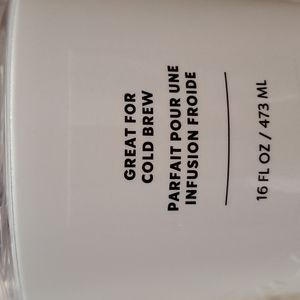 GREAT FOR
COLD BREW
PARFAIT POUR UNE
INFUSION FROIDE
16 FL OZ / 473 ML